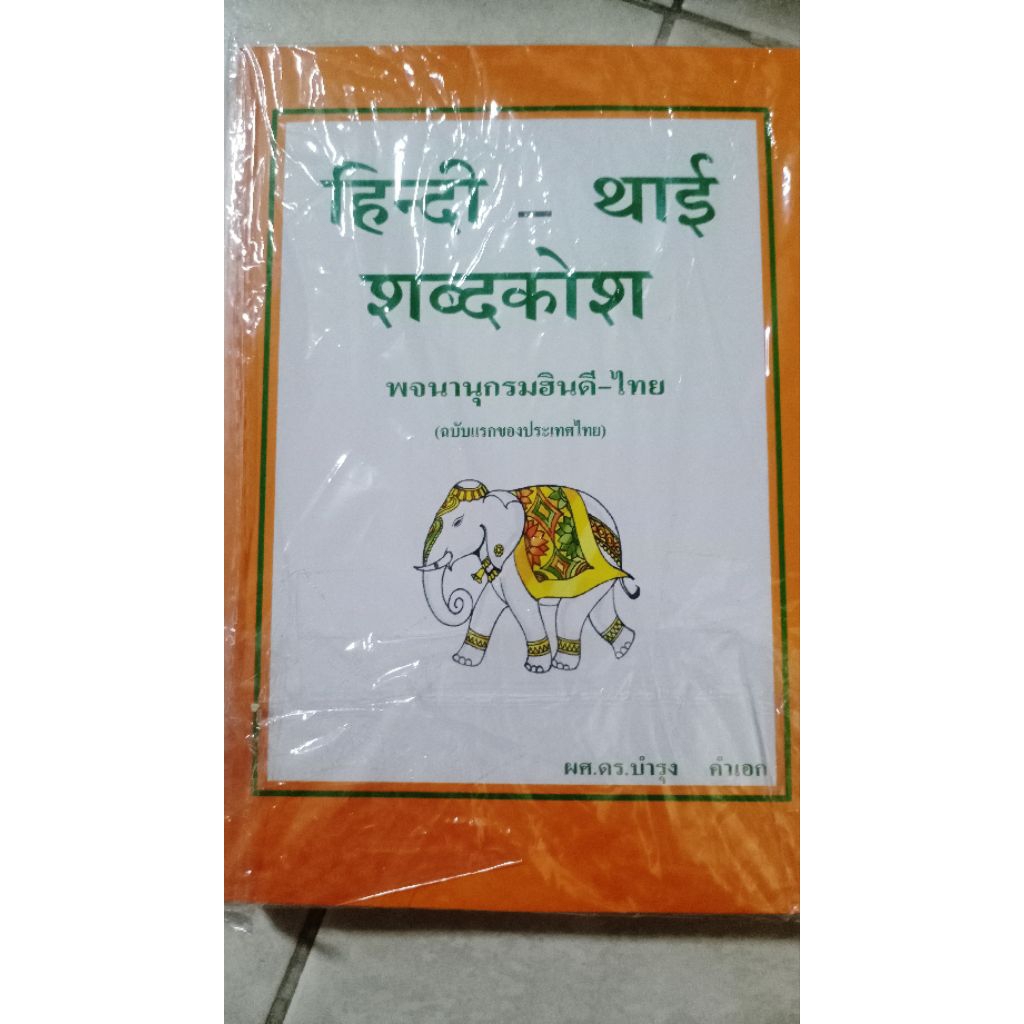 हिन्दी - थाई
शब्दकोश
พจนานุกรมฮินดี-ไทย
(ฉบับแรกของประเทศไทย)
ผศ.ดร.บำรุง คำเอก